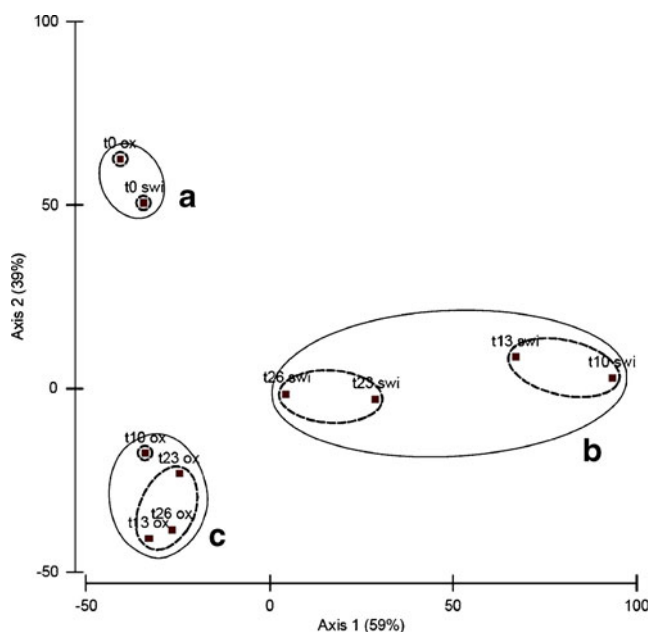 100
t0 ox
t0 swi
a
50
Axis 2 (39%)
t13 swi
t10 swi
t26 swi
t23 swi
0
b
t10 ox
t23 ox
t26 ox
t13 ox
c
-50
-50
0
50
100
Axis 1 (59%)